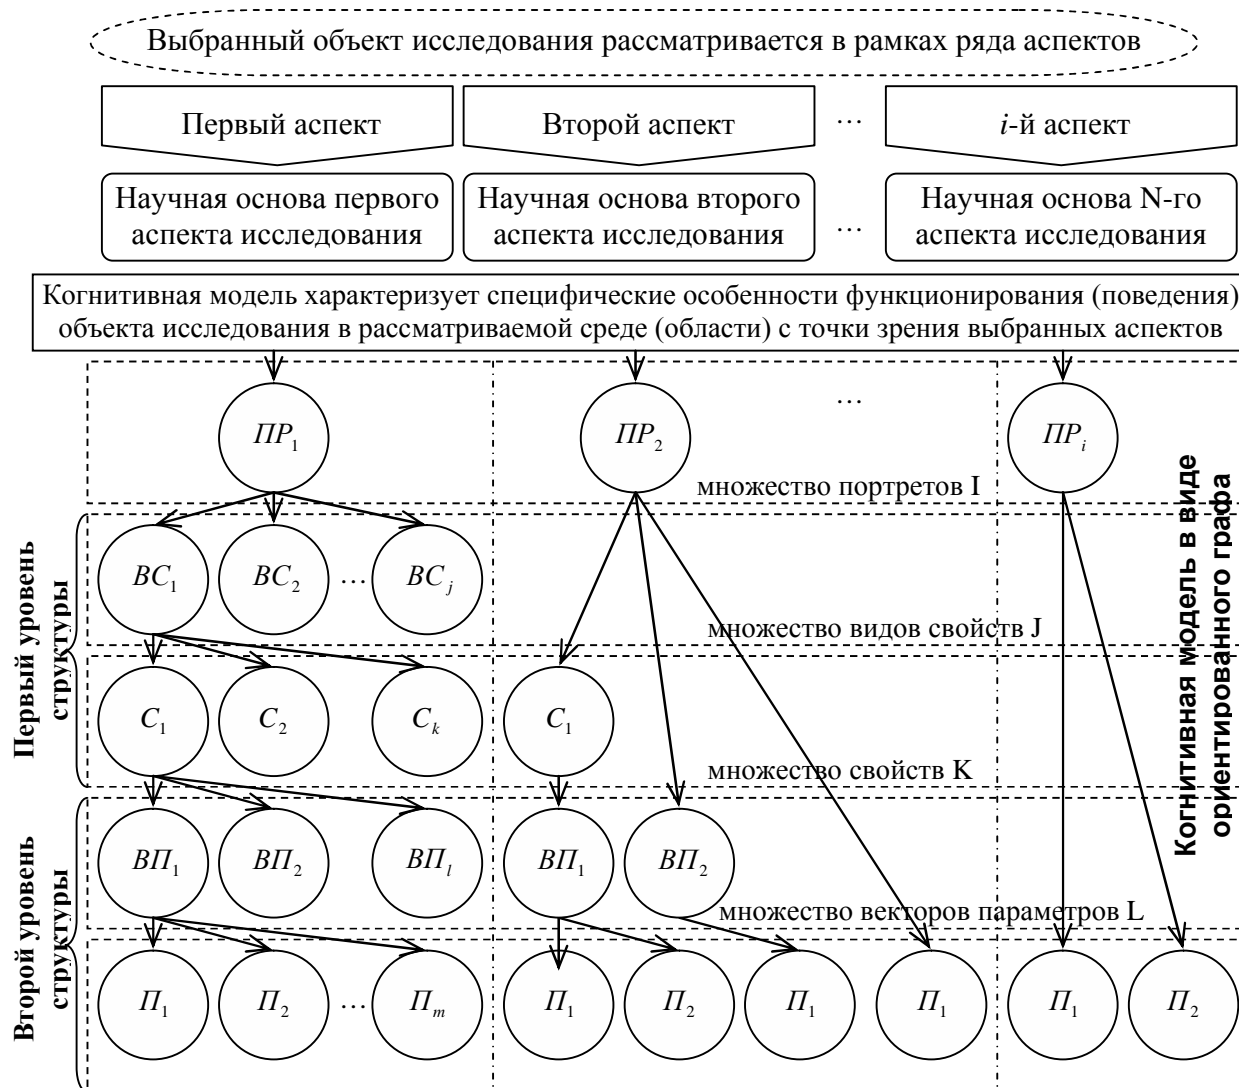 Выбранный объект исследования рассматривается в рамках ряда аспектов
Первый аспект
Второй аспект
...
i-й аспект
Научная основа первого
аспекта исследования
Научная основа второго
аспекта исследования
...
Научная основа N-го
аспекта исследования
Когнитивная модель характеризует специфические особенности функционирования (поведения)
объекта исследования в рассматриваемой среде (области) с точки зрения выбранных аспектов
ПР1
ПР2
...
ПРi
множество портретов I
Первый уровень
структуры
ВС1
ВС2
...
ВСj
множество видов свойств J
С1
С2
Сk
С1
множество свойств K
Второй уровень
структуры
ВП1
ВП2
ВПl
ВП1
ВП2
множество векторов параметров L
П1
П2
...
Пm
П1
П2
П1
П1
П1
П2
Когнитивная модель в виде
ориентированного графа